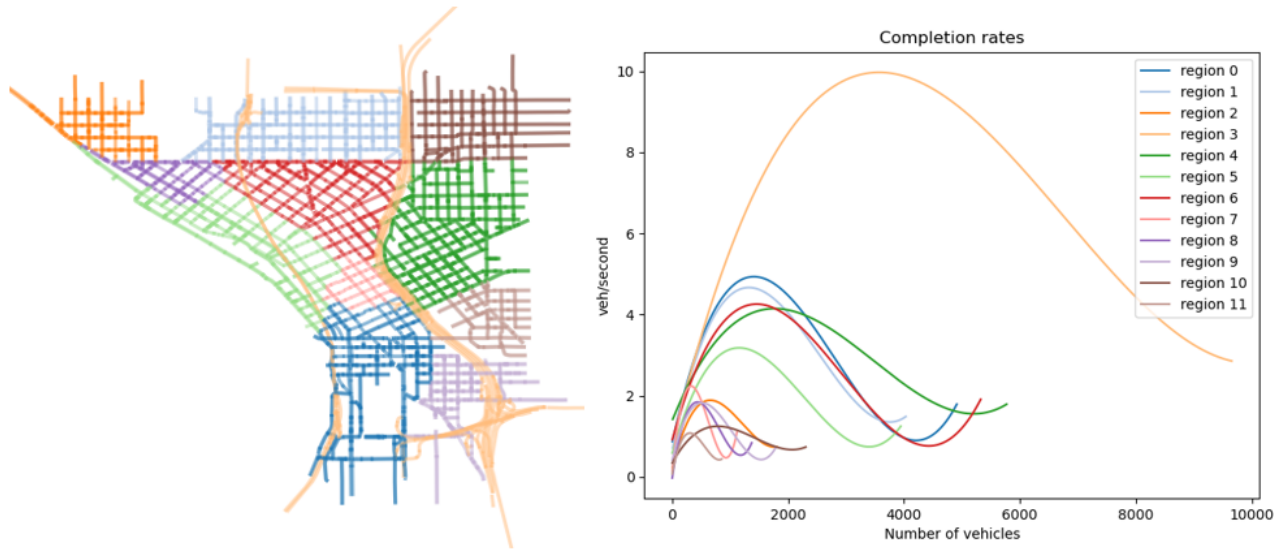 Completion rates
10
8
6
4
2
0
veh/second
0 2000 4000 6000 8000 10000
Number of vehicles
region 0
region 1
region 2
region 3
region 4
region 5
region 6
region 7
region 8
region 9
region 10
region 11